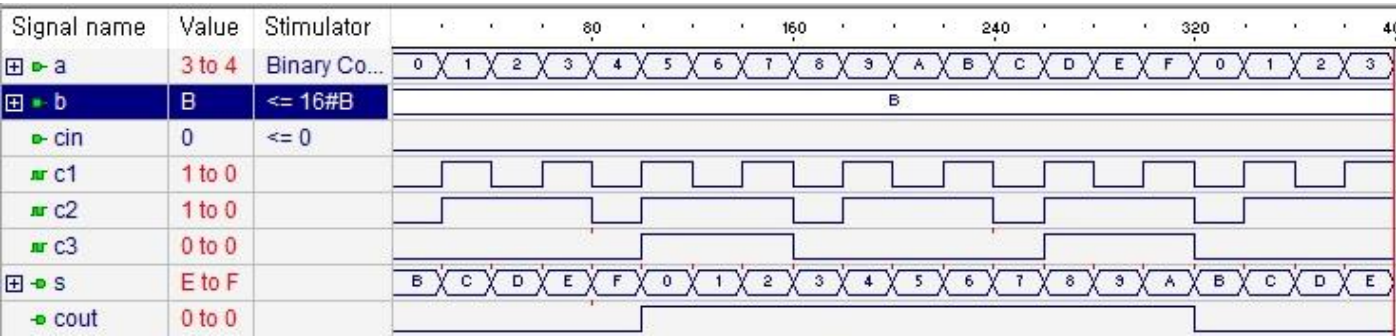 Signal name Value Stimulator 80 160 240 320 4
a 3 to 4 Binary Co... 0 1 2 3 4 5 6 7 8 9 A B C D E F 0 1 2 3
b B <= 16#B B
cin 0 <= 0
c1 1 to 0
c2 1 to 0
c3 0 to 0
s E to F B C D E F 0 1 2 3 4 5 6 7 8 9 A B C D E
cout 0 to 0